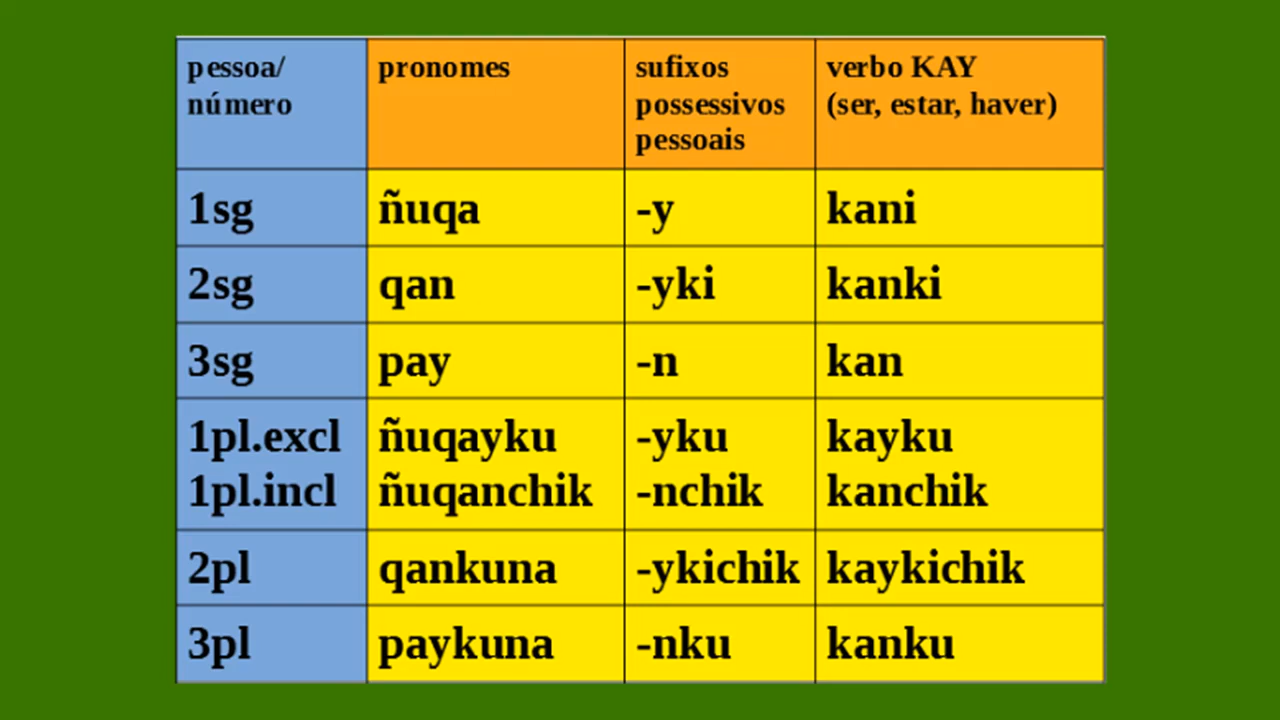 pessoa/ número
pronomes
sufixos possessivos pessoais
verbo KAY (ser, estar, haver)
1sg ñuqa -y kani
2sg qan -yki kanki
3sg pay -n kan
1pl.excl ñuqayku -yku kayku
1pl.incl ñuqanchik -nchik kanchik
2pl qankuna -ykichik kaykichik
3pl paykuna -nku kanku